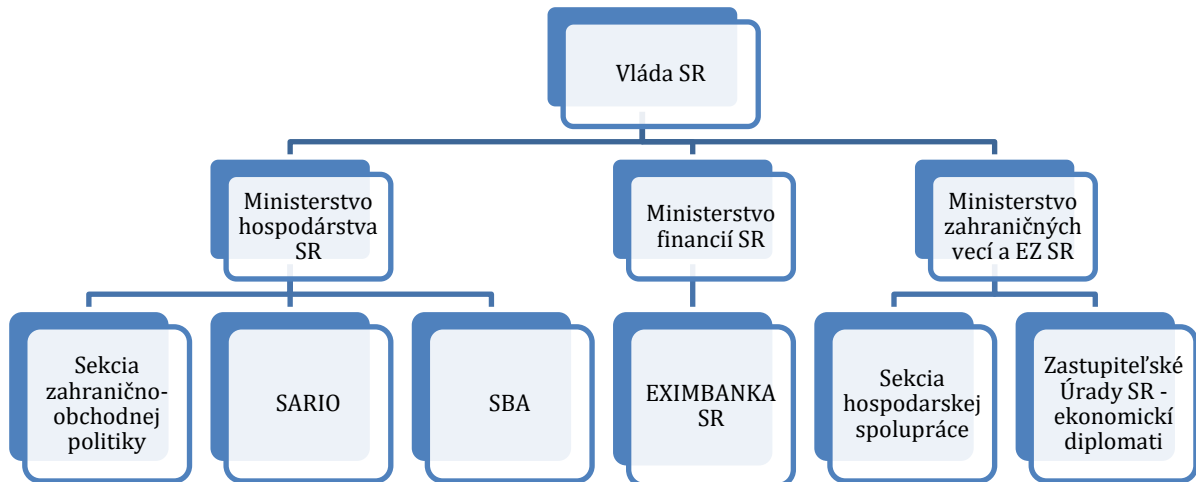 Vláda SR
Ministerstvo
hospodárstva
SR
Ministerstvo
financií SR
Ministerstvo
zahraničných
vecí a EZ SR
Sekcia
zahranično-
obchodnej
politiky
SARIO
SBA
EXIMBANKA
SR
Sekcia
hospodarskej
spolupráce
Zastupiteľské
Úrady SR -
ekonomickí
diplomati